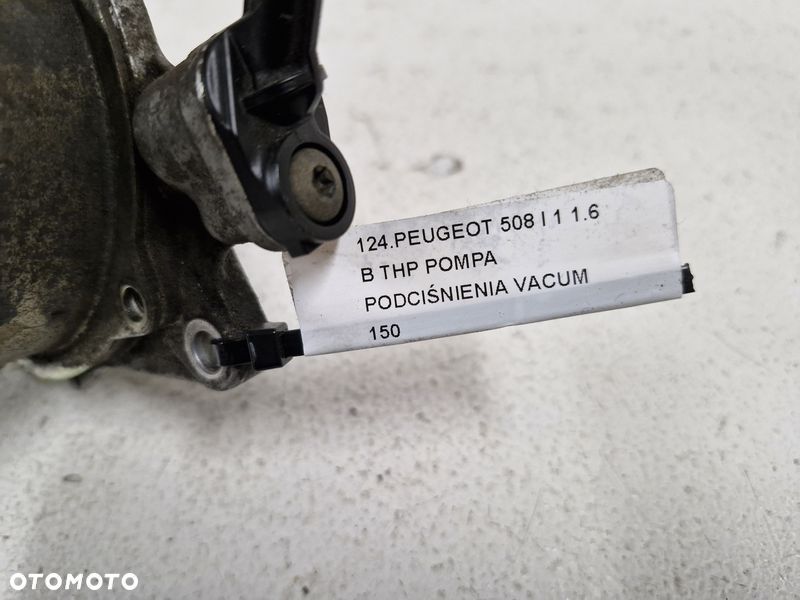 124.PEUGEOT 508 I 1 1.6
B THP POMPA
PODCIŚNIENIA VACUM
150
OTOMOTO